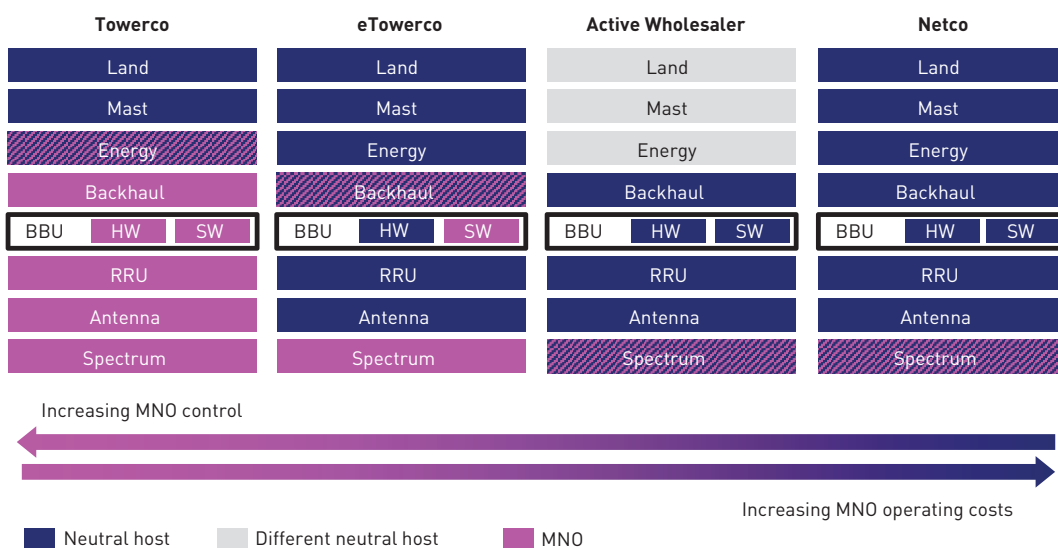 Towerco
eTowerco
Active Wholesaler
Netco
Land
Land
Land
Land
Mast
Mast
Mast
Mast
Energy
Energy
Energy
Energy
Backhaul
Backhaul
Backhaul
Backhaul
BBU HW SW
BBU HW SW
BBU HW SW
BBU HW SW
RRU
RRU
RRU
RRU
Antenna
Antenna
Antenna
Antenna
Spectrum
Spectrum
Spectrum
Spectrum
Increasing MNO control
Increasing MNO operating costs
Neutral host
Different neutral host
MNO